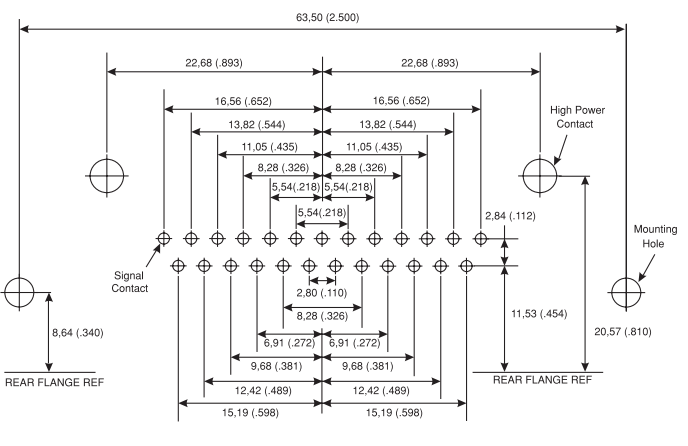 63,50 (2.500)
22,68 (.893) 22,68 (.893)
16,56 (.652) 16,56 (.652)
High Power
Contact
13,82 (.544) 13,82 (.544)
11,05 (.435) 11,05 (.435)
8,28 (.326) 8,28 (.326)
5,54(.218) 5,54(.218)
5,54(.218)
2,84 (.112)
Mounting
Hole
Signal
Contact
2,80 (.110)
8,28 (.326)
11,53 (.454)
8,64 (.340)
20,57 (.810)
6,91 (.272) 6,91 (.272)
9,68 (.381) 9,68 (.381)
REAR FLANGE REF
REAR FLANGE REF
12,42 (.489) 12,42 (.489)
15,19 (.598) 15,19 (.598)